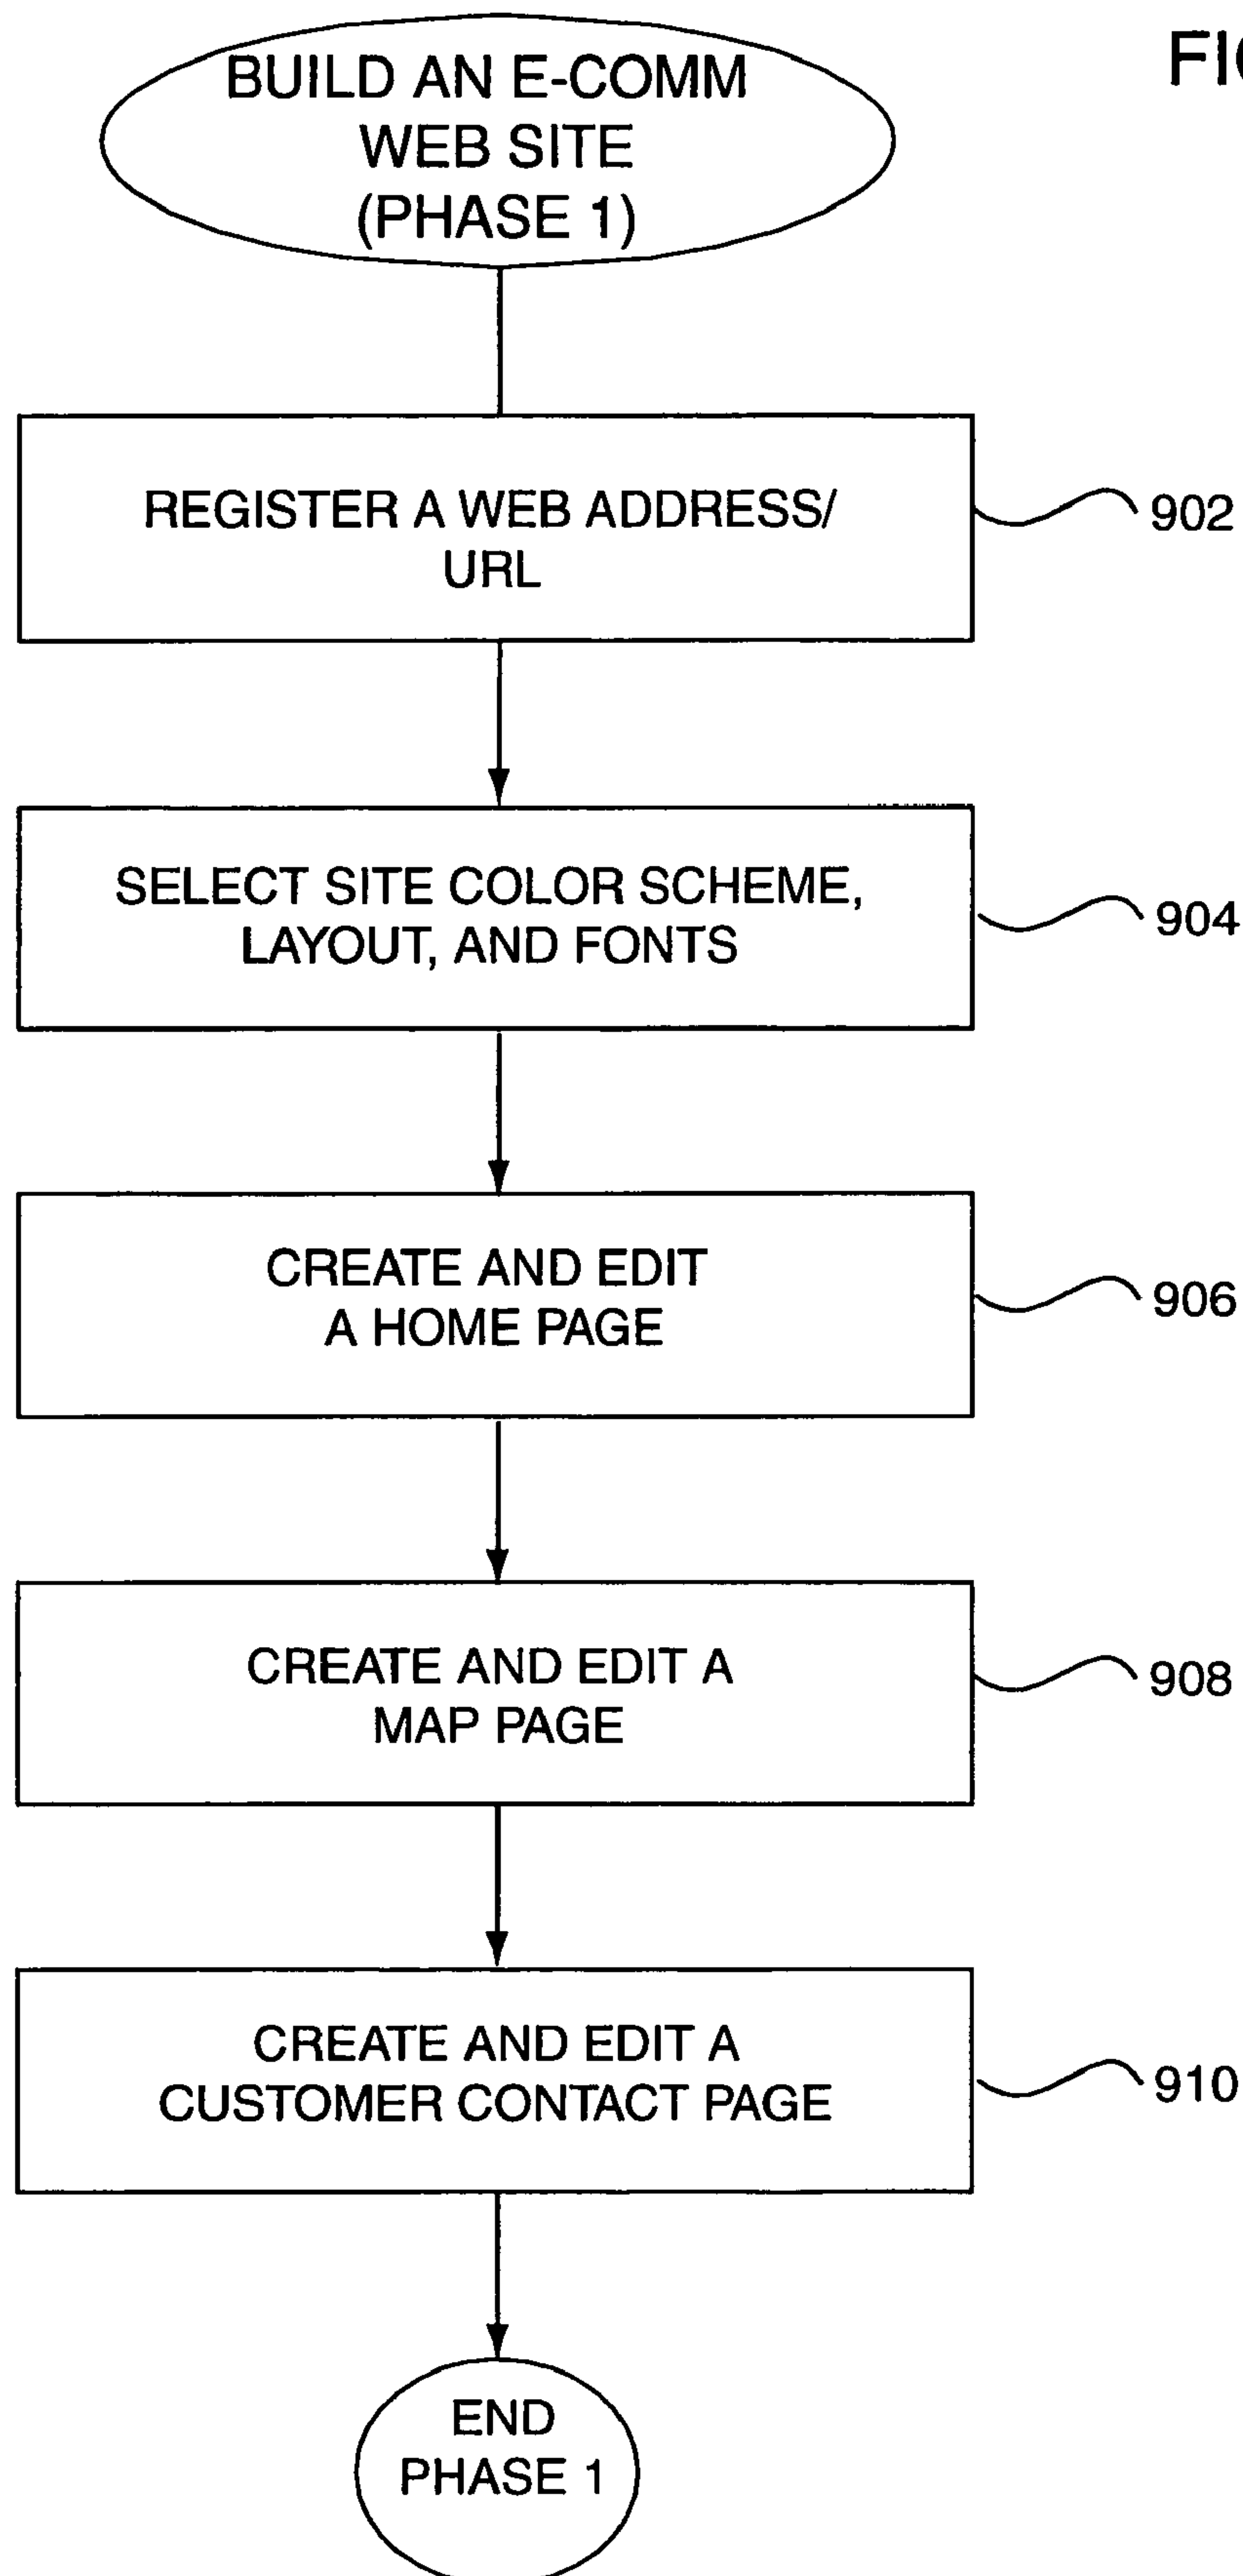 BUILD AN E-COMM
WEB SITE
(PHASE 1)
REGISTER A WEB ADDRESS/
URL
902
SELECT SITE COLOR SCHEME,
LAYOUT, AND FONTS
904
CREATE AND EDIT
A HOME PAGE
906
CREATE AND EDIT A
MAP PAGE
908
CREATE AND EDIT A
CUSTOMER CONTACT PAGE
910
END
PHASE 1